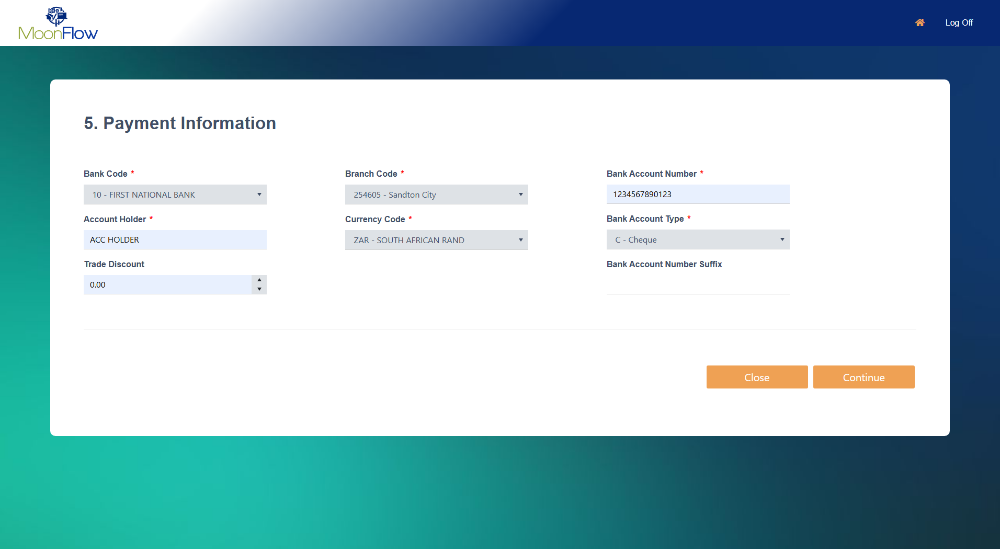 MoonFlow
Log Off
5. Payment Information
Bank Code *
Branch Code *
Bank Account Number *
10 - FIRST NATIONAL BANK
254605 - Sandton City
1234567890123
Account Holder *
Currency Code *
Bank Account Type *
ACC HOLDER
ZAR - SOUTH AFRICAN RAND
C - Cheque
Trade Discount
Bank Account Number Suffix
0.00
Close
Continue